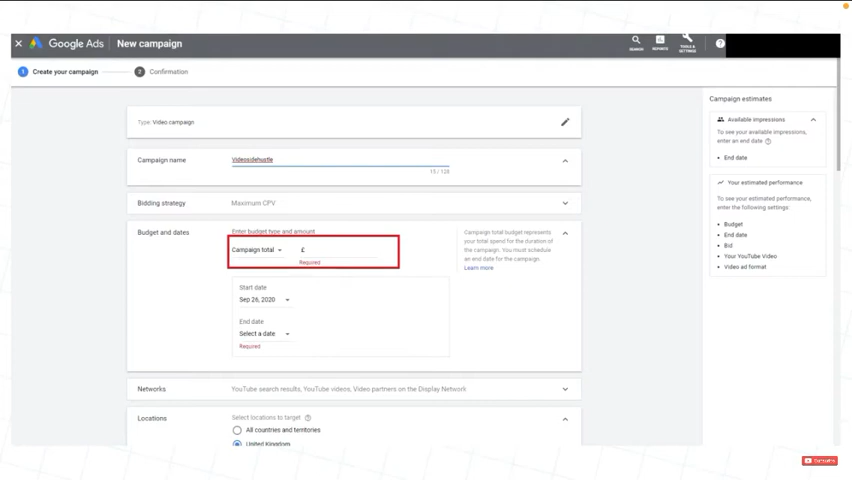 Google Ads
New campaign
SEARCH
REPORTS
TOOLS & SETTINGS
?
1 Create your campaign
2 Confirmation
Type: Video campaign
Campaign name
Videosidehustle
15 / 128
Bidding strategy
Maximum CPV
Budget and dates
Enter budget type and amount
Campaign total
£
Required
Campaign total budget represents
your total spend for the duration of
the campaign. You must schedule
an end date for the campaign.
Learn more
Start date
Sep 26, 2020
End date
Select a date
Required
Networks
YouTube search results, YouTube videos, Video partners on the Display Network
Locations
Select locations to target
All countries and territories
United Kingdom
Campaign estimates
Available impressions
To see your available impressions,
enter an end date
End date
Your estimated performance
To see your estimated performance,
enter the following settings:
Budget
End date
Bid
Your YouTube Video
Video ad format